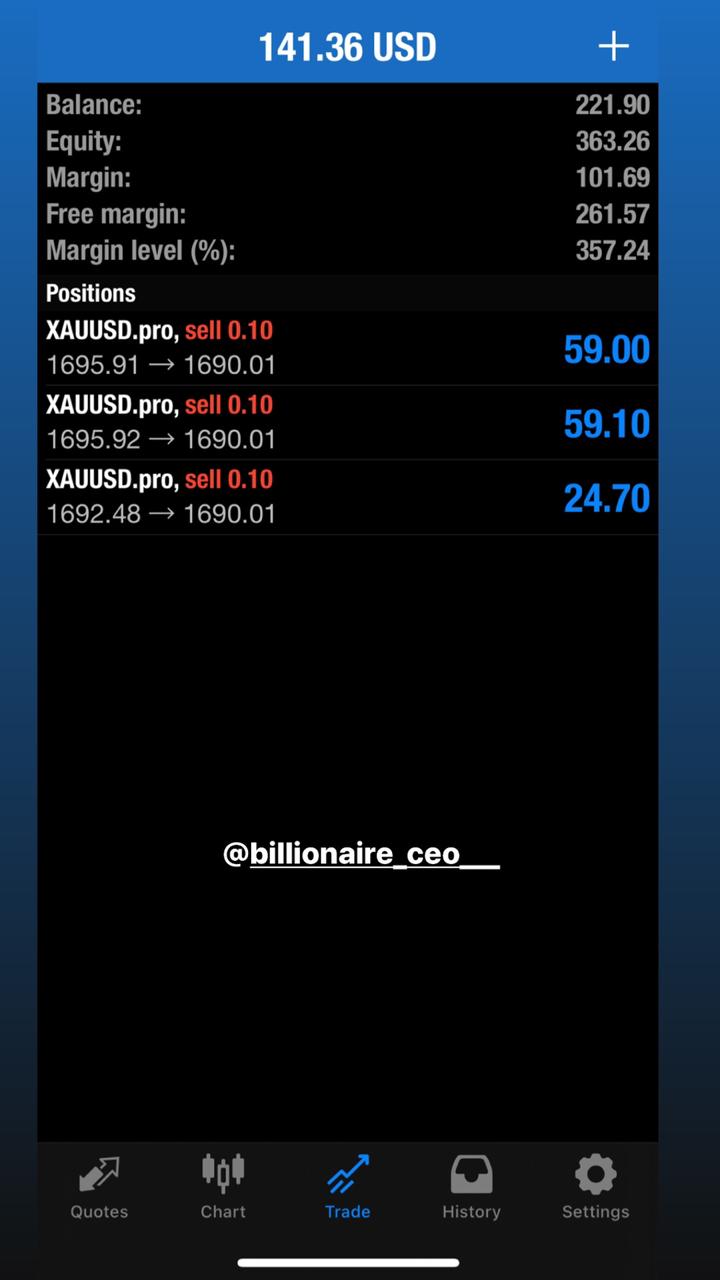 141.36 USD +
Balance: 221.90
Equity: 363.26
Margin: 101.69
Free margin: 261.57
Margin level (%): 357.24
Positions
XAUUSD.pro, sell 0.10
1695.91 → 1690.01 59.00
XAUUSD.pro, sell 0.10
1695.92 → 1690.01 59.10
XAUUSD.pro, sell 0.10
1692.48 → 1690.01 24.70
@billionaire_ceo___
Quotes Chart Trade History Settings